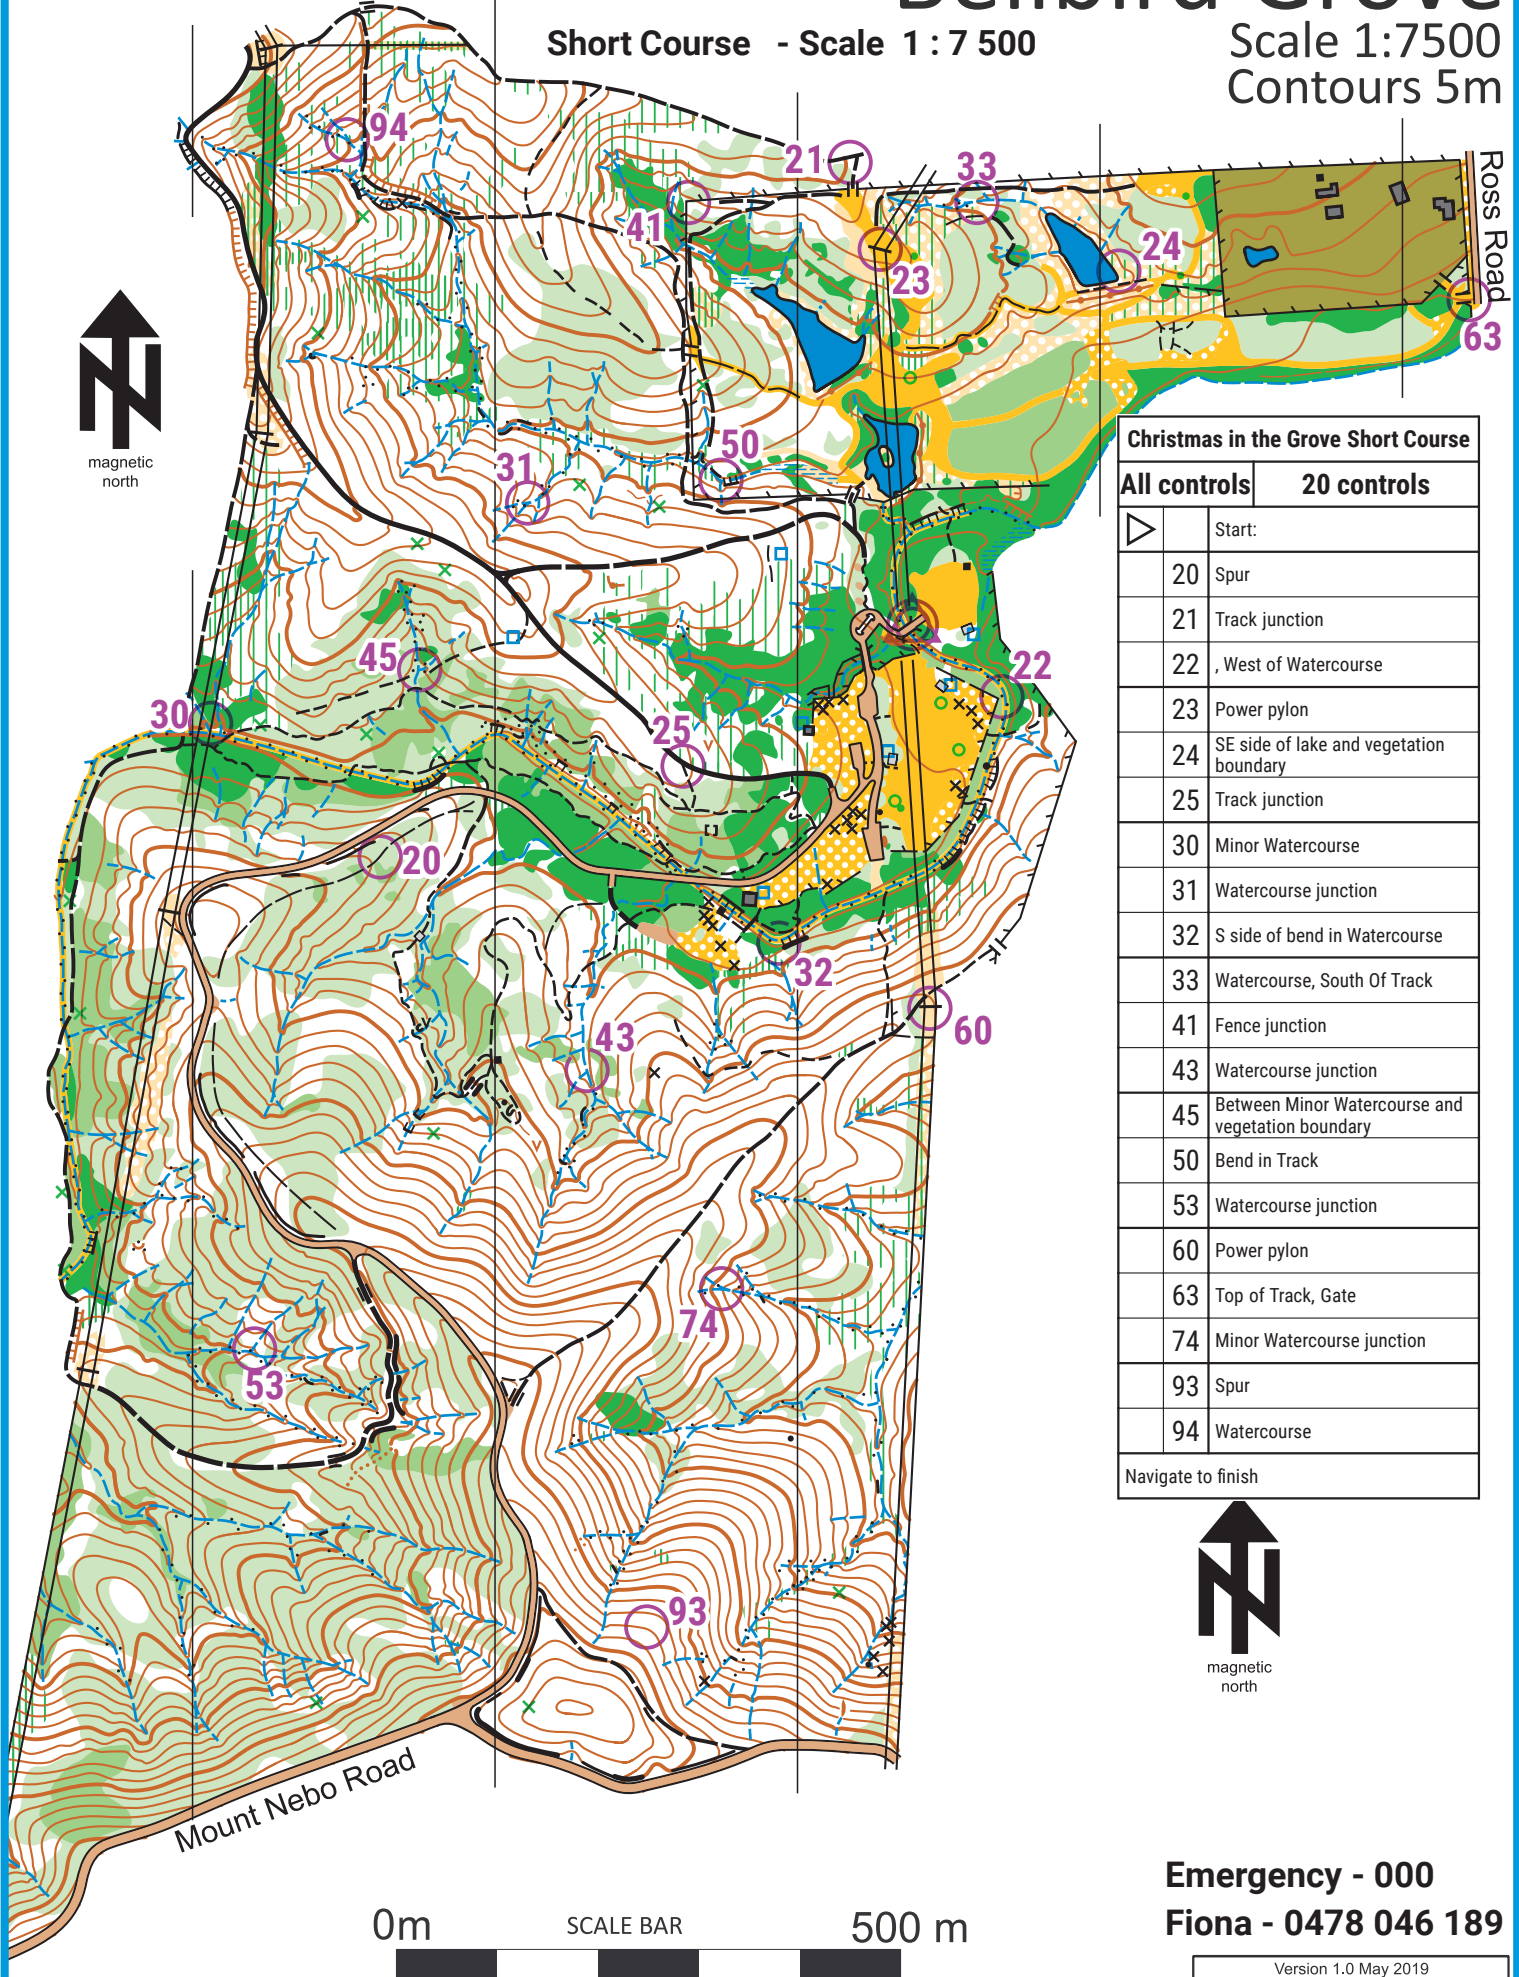 Short Course - Scale 1 : 7 500
Scale 1:7500
Contours 5m
94
21
33
41
23
24
Ross Road
63
magnetic
north
50
31
45
30
22
25
20
32
43
60
74
53
93
Mount Nebo Road
Christmas in the Grove Short Course
All controls 20 controls
Start:
20 Spur
21 Track junction
22 , West of Watercourse
23 Power pylon
24 SE side of lake and vegetation
boundary
25 Track junction
30 Minor Watercourse
31 Watercourse junction
32 S side of bend in Watercourse
33 Watercourse, South Of Track
41 Fence junction
43 Watercourse junction
45 Between Minor Watercourse and
vegetation boundary
50 Bend in Track
53 Watercourse junction
60 Power pylon
63 Top of Track, Gate
74 Minor Watercourse junction
93 Spur
94 Watercourse
Navigate to finish
magnetic
north
Emergency - 000
Fiona - 0478 046 189
0m SCALE BAR 500 m
Version 1.0 May 2019